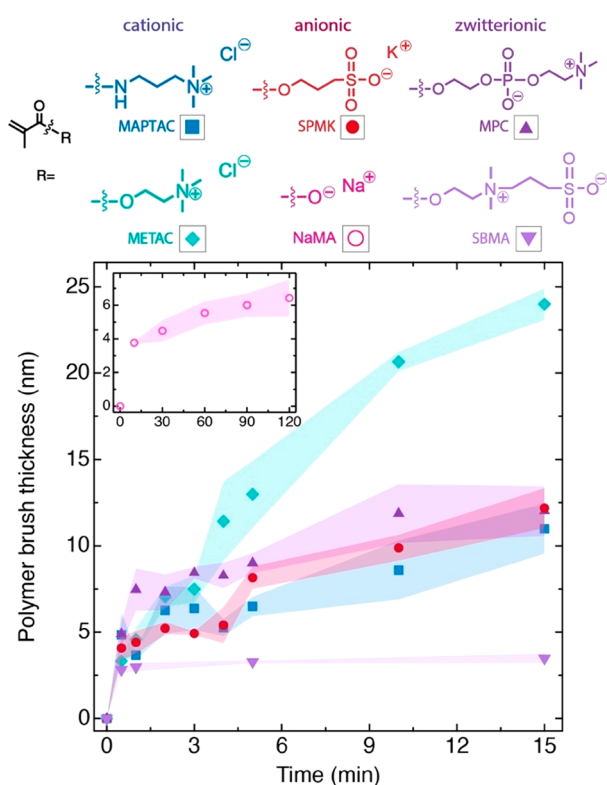 cationic anionic zwitterionic
Cl⊖ K⊕
O O O
N H N⊕ O S O⊖ O O P O N⊕
O O⊖
MAPTAC SPMK MPC
O
R
R=
Cl⊖ Na⊕ O
O N⊕ O⊖ O N⊕ S O⊖
O
METAC NaMA SBMA
25
20
15
10
5
0
6
4
2
0
0 30 60 90 120
Polymer brush thickness (nm)
0 3 6 9 12 15
Time (min)